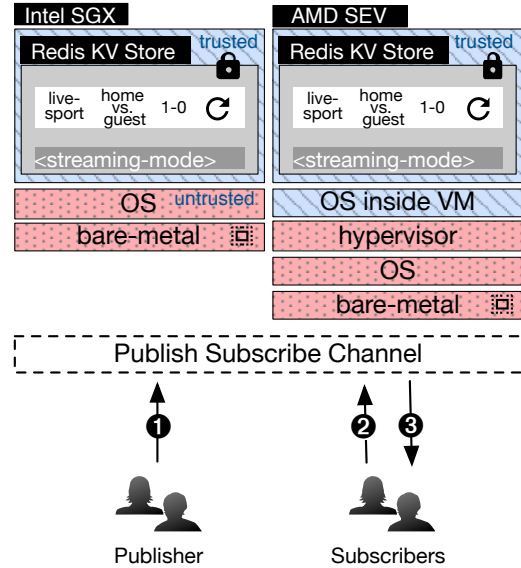 Intel SGX
Redis KV Store
trusted
live-
sport
home
vs.
guest
1-0
<streaming-mode>
OS
untrusted
bare-metal
AMD SEV
Redis KV Store
trusted
live-
sport
home
vs.
guest
1-0
<streaming-mode>
OS inside VM
hypervisor
OS
bare-metal
Publish Subscribe Channel
1
2
3
Publisher
Subscribers